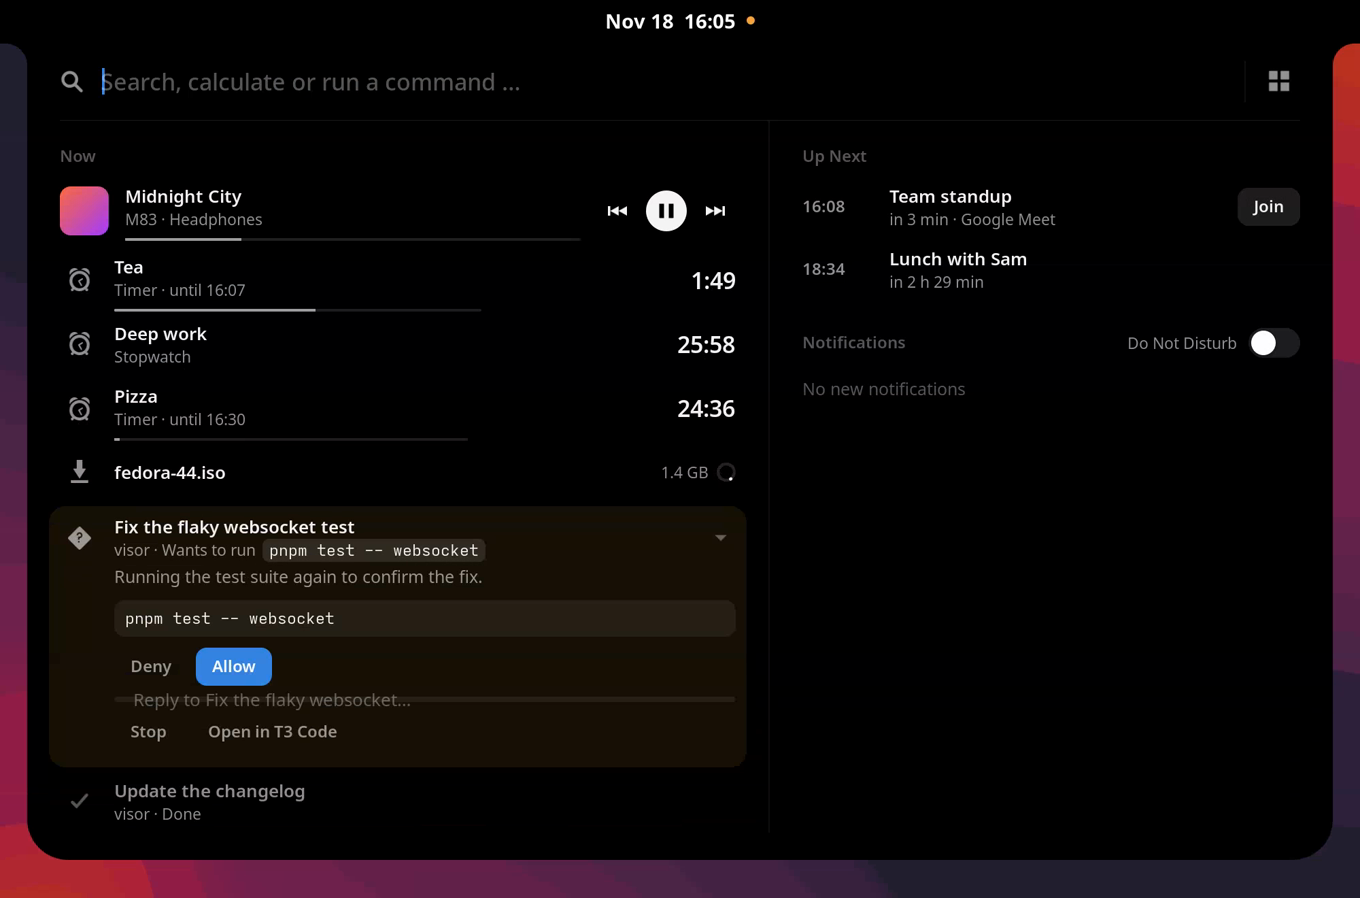 Nov 18 16:05
Search, calculate or run a command ...
Now
Midnight City
M83 · Headphones
Tea
Timer · until 16:07
1:49
Deep work
Stopwatch
25:58
Pizza
Timer · until 16:30
24:36
fedora-44.iso
1.4 GB
Fix the flaky websocket test
visor · Wants to run pnpm test -- websocket
Running the test suite again to confirm the fix.
pnpm test -- websocket
Deny Allow
Reply to Fix the flaky websocket...
Stop Open in T3 Code
Update the changelog
visor · Done
Up Next
16:08
Team standup
in 3 min · Google Meet
Join
18:34
Lunch with Sam
in 2 h 29 min
Notifications Do Not Disturb
No new notifications